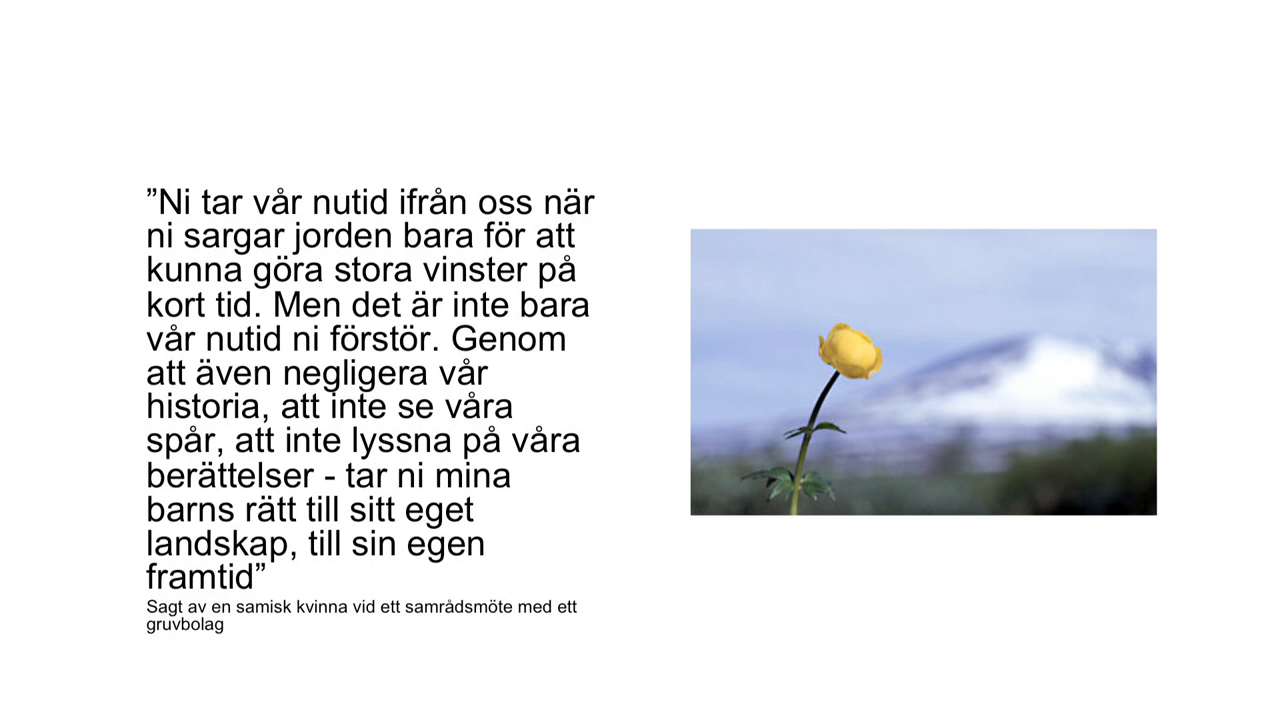 ”Ni tar vår nutid ifrån oss när
ni sargar jorden bara för att
kunna göra stora vinster på
kort tid. Men det är inte bara
vår nutid ni förstör. Genom
att även negligera vår
historia, att inte se våra
spår, att inte lyssna på våra
berättelser - tar ni mina
barns rätt till sitt eget
landskap, till sin egen
framtid”
Sagt av en samisk kvinna vid ett samrådsmöte med ett
gruvbolag